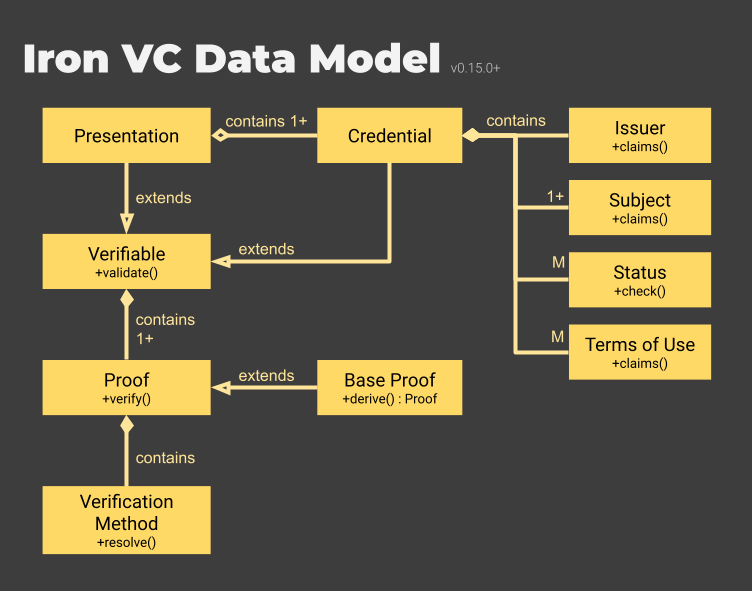 Iron VC Data Model v0.15.0+
Presentation
contains 1+
Credential
contains
Issuer
+claims()
extends
1+
Subject
+claims()
Verifiable
+validate()
extends
M
Status
+check()
contains
1+
M
Terms of Use
+claims()
Proof
+verify()
extends
Base Proof
+derive() : Proof
contains
Verification
Method
+resolve()